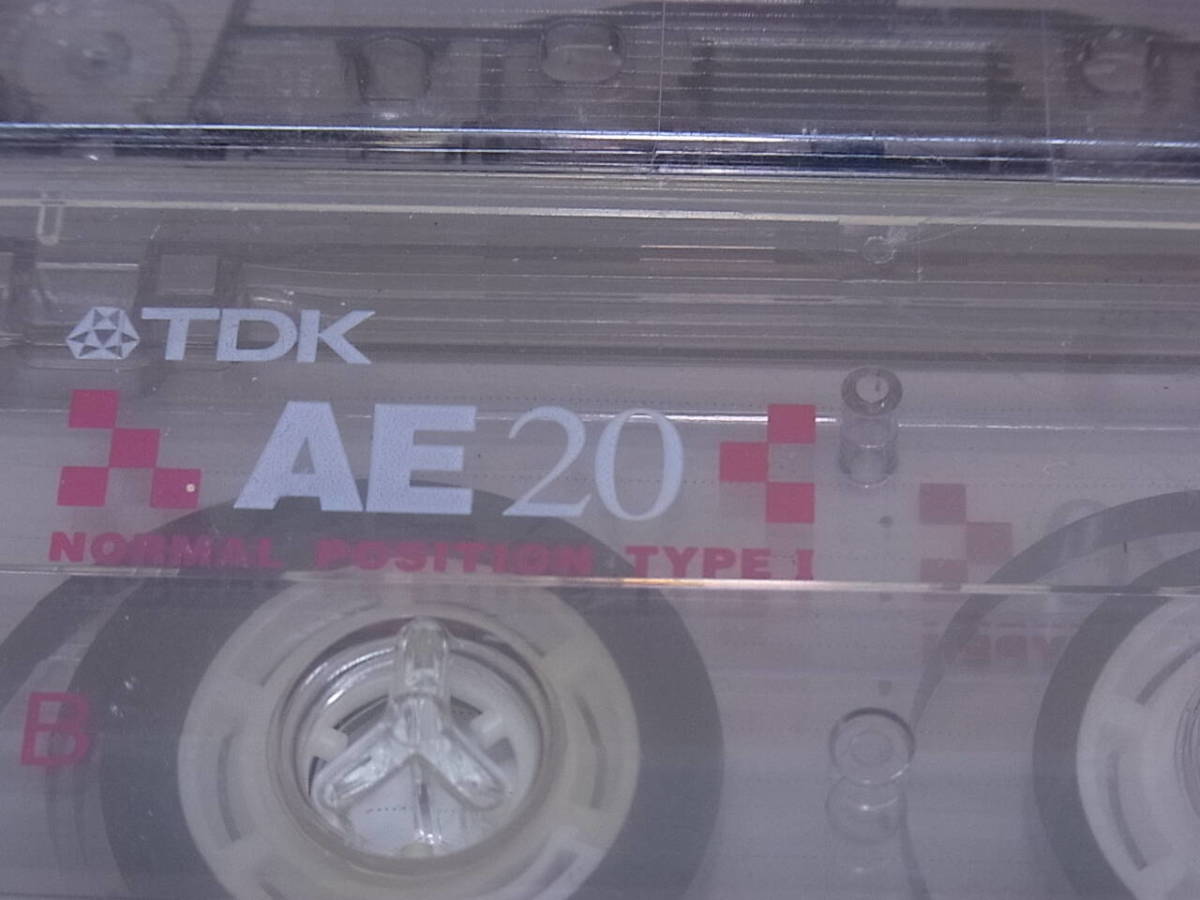 TDK
AE 20
NORMAL POSITION TYPE I
B